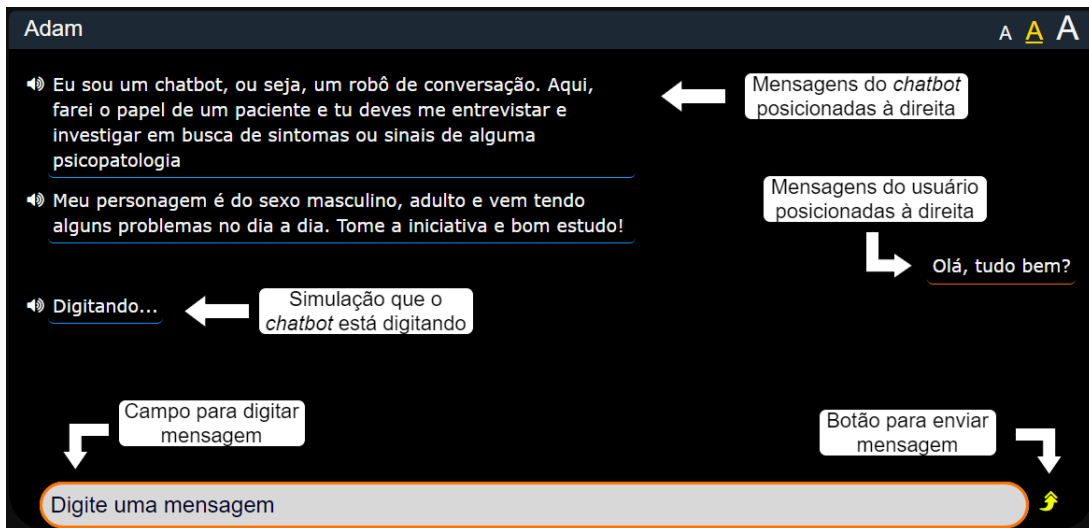 Adam
A A A
Eu sou um chatbot, ou seja, um robô de conversação. Aqui,
farei o papel de um paciente e tu deves me entrevistar e
investigar em busca de sintomas ou sinais de alguma
psicopatologia
Mensagens do chatbot
posicionadas à direita
Meu personagem é do sexo masculino, adulto e vem tendo
alguns problemas no dia a dia. Tome a iniciativa e bom estudo!
Mensagens do usuário
posicionadas à direita
Olá, tudo bem?
Digitando...
Simulação que o
chatbot está digitando
Campo para digitar
mensagem
Botão para enviar
mensagem
Digite uma mensagem